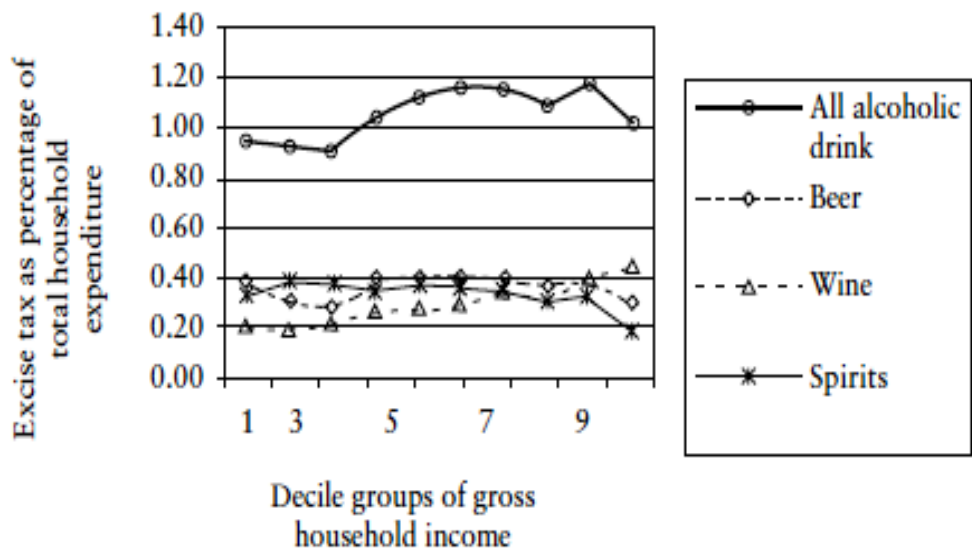 Excise tax as percentage of
total household
expenditure
1.40
1.20
1.00
0.80
0.60
0.40
0.20
0.00
1 3 5 7 9
Decile groups of gross
household income
All alcoholic
drink
Beer
Wine
Spirits